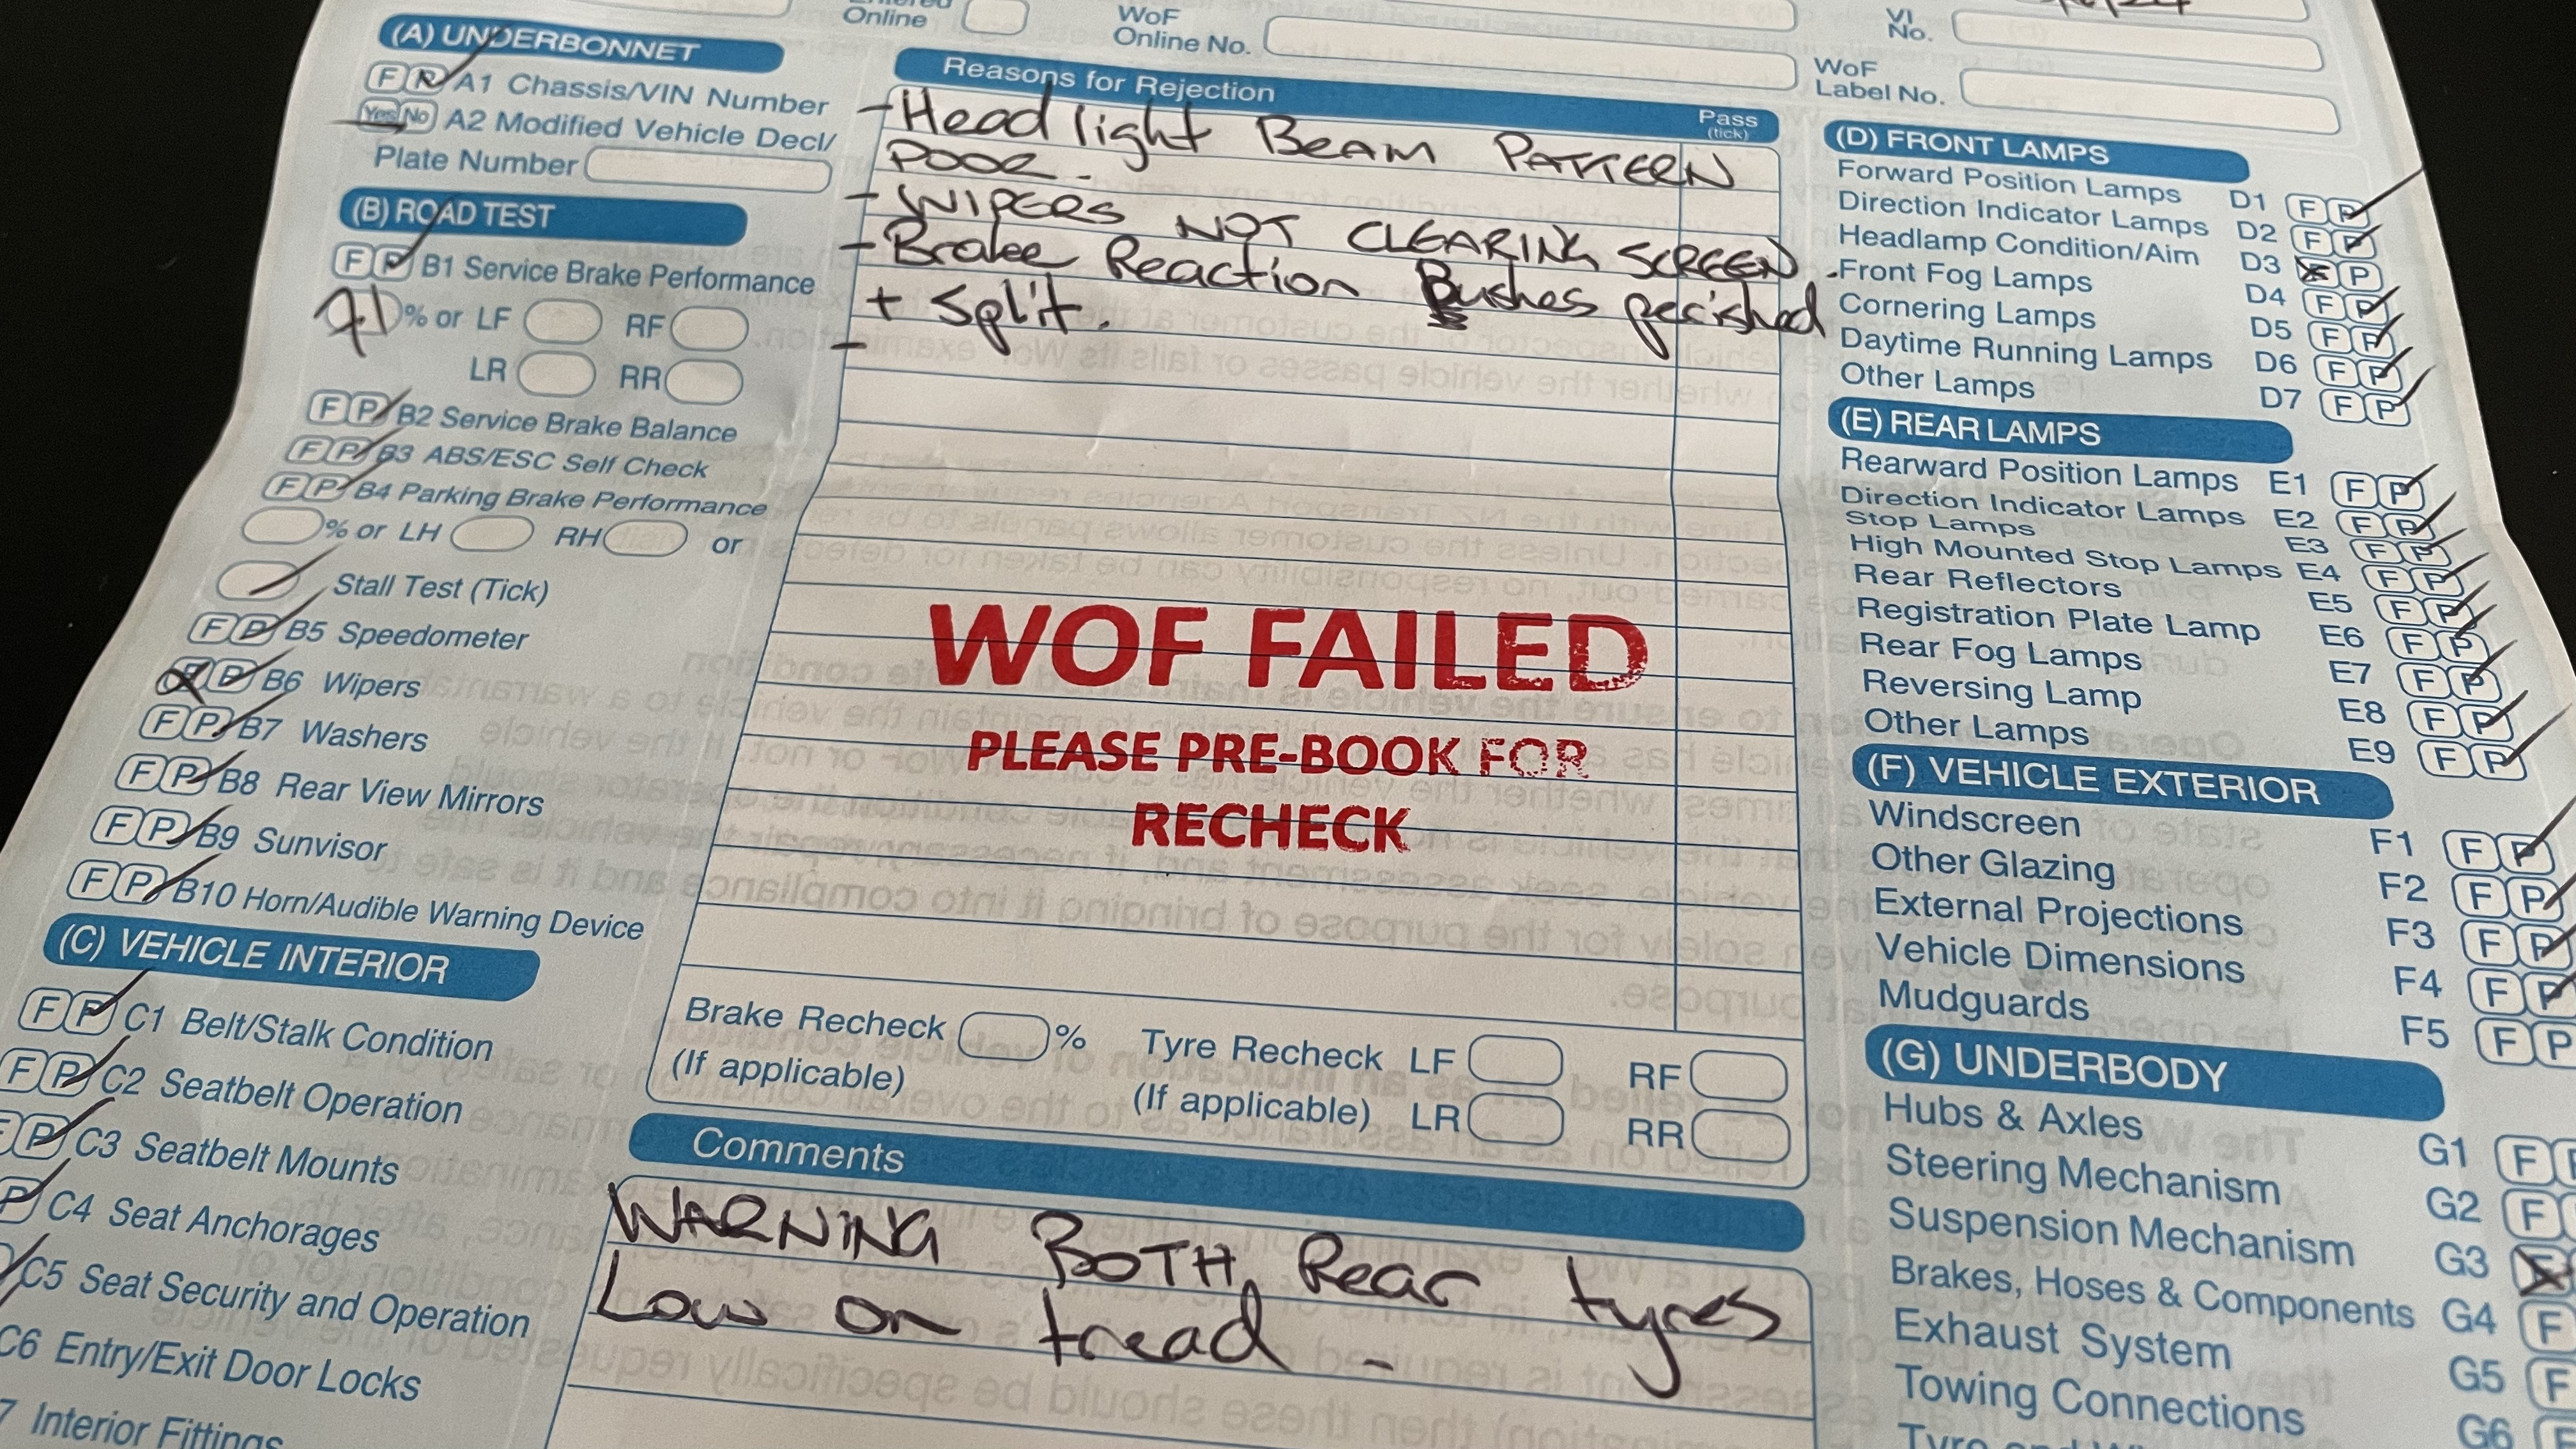 Online
WoF
Online No.
VI.
No.
WoF
Label No.
(A) UNDERBONNET
F P A1 Chassis/VIN Number
Yes No A2 Modified Vehicle Decl/
Plate Number
(B) ROAD TEST
F P B1 Service Brake Performance
71 % or LF RF
LR RR
F P B2 Service Brake Balance
F P B3 ABS/ESC Self Check
F P B4 Parking Brake Performance
% or LH RH or
Stall Test (Tick)
F P B5 Speedometer
F P B6 Wipers
F P B7 Washers
F P B8 Rear View Mirrors
F P B9 Sunvisor
F P B10 Horn/Audible Warning Device
(C) VEHICLE INTERIOR
F P C1 Belt/Stalk Condition
F P C2 Seatbelt Operation
F P C3 Seatbelt Mounts
P C4 Seat Anchorages
C5 Seat Security and Operation
C6 Entry/Exit Door Locks
7 Interior Fittings
Reasons for Rejection
Pass
(tick)
- Headlight Beam PATTERN
POOR.
- WIPERS NOT CLEARING SCREEN
- Brake Reaction Bushes perished
+ Split.
-
WOF FAILED
PLEASE PRE-BOOK FOR
RECHECK
Brake Recheck %
(If applicable)
Tyre Recheck LF RF
(If applicable) LR RR
Comments
WARNING BOTH Rear tyres
Low on tread -
(D) FRONT LAMPS
Forward Position Lamps D1 F P
Direction Indicator Lamps D2 F P
Headlamp Condition/Aim D3 F P
Front Fog Lamps D4 F P
Cornering Lamps D5 F P
Daytime Running Lamps D6 F P
Other Lamps D7 F P
(E) REAR LAMPS
Rearward Position Lamps E1 F P
Direction Indicator Lamps E2 F P
Stop Lamps E3 F P
High Mounted Stop Lamps E4 F P
Rear Reflectors E5 F P
Registration Plate Lamp E6 F P
Rear Fog Lamps E7 F P
Reversing Lamp E8 F P
Other Lamps E9 F P
(F) VEHICLE EXTERIOR
Windscreen F1 F P
Other Glazing F2 F P
External Projections F3 F P
Vehicle Dimensions F4 F P
Mudguards F5 F P
(G) UNDERBODY
Hubs & Axles G1 F
Steering Mechanism G2 F
Suspension Mechanism G3 F
Brakes, Hoses & Components G4 F
Exhaust System G5 F
Towing Connections G6